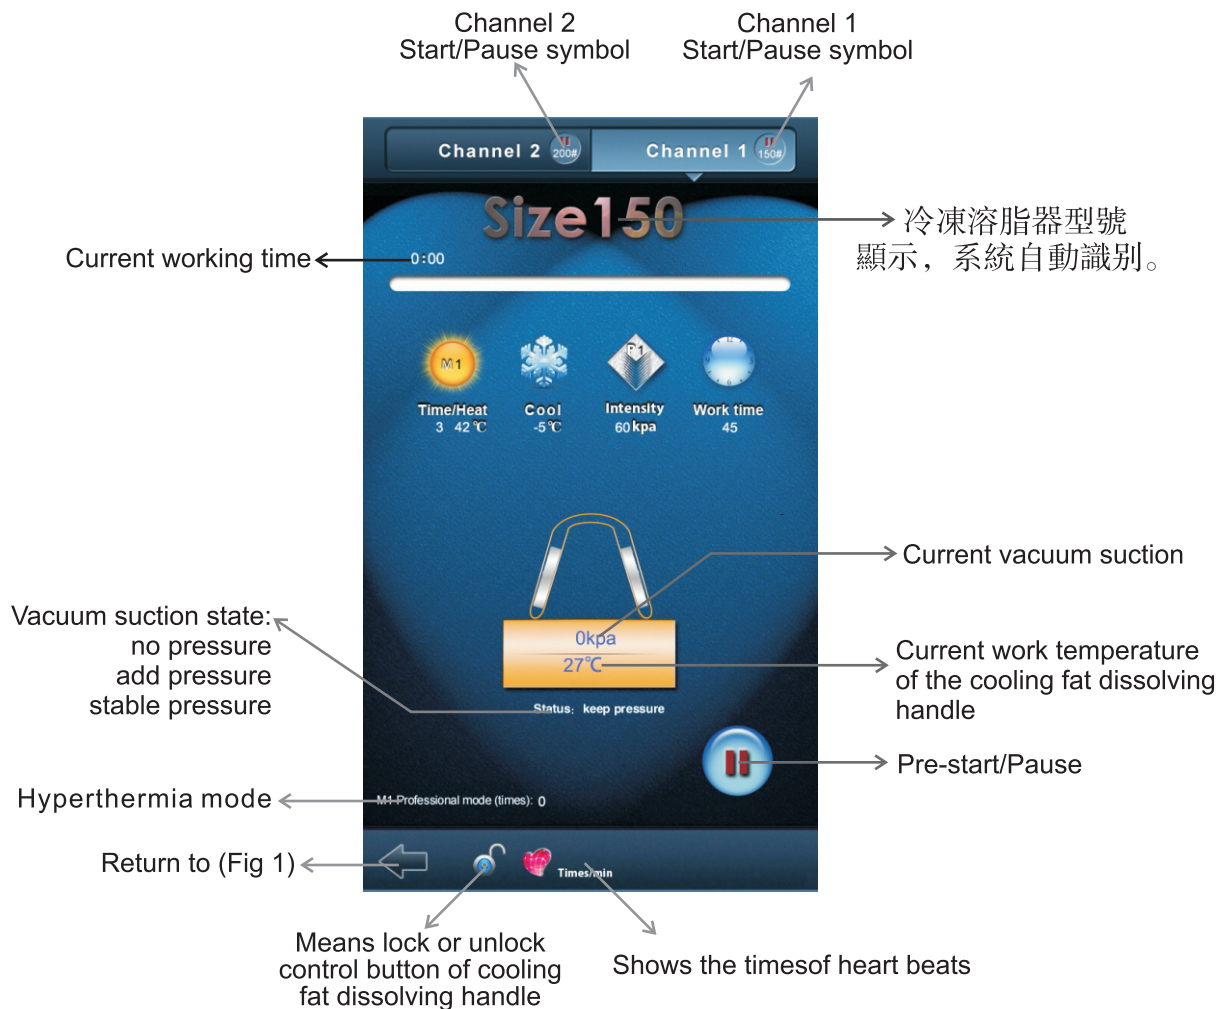 Channel 2
Start/Pause symbol
Channel 1
Start/Pause symbol
Channel 2
200#
Channel 1
150#
Size150
冷凍溶脂器型號
顯示，系統自動識别。
Current working time
0:00
M1
P1
12
6
Time/Heat
3 42℃
Cool
-5℃
Intensity
60kpa
Work time
45
Current vacuum suction
Vacuum suction state:
no pressure
add pressure
stable pressure
0kpa
27℃
Current work temperature
of the cooling fat dissolving
handle
Status: keep pressure
Pre-start/Pause
Hyperthermia mode
M1 Professional mode (times): 0
Return to (Fig 1)
Times/min
Means lock or unlock
control button of cooling
fat dissolving handle
Shows the timesof heart beats